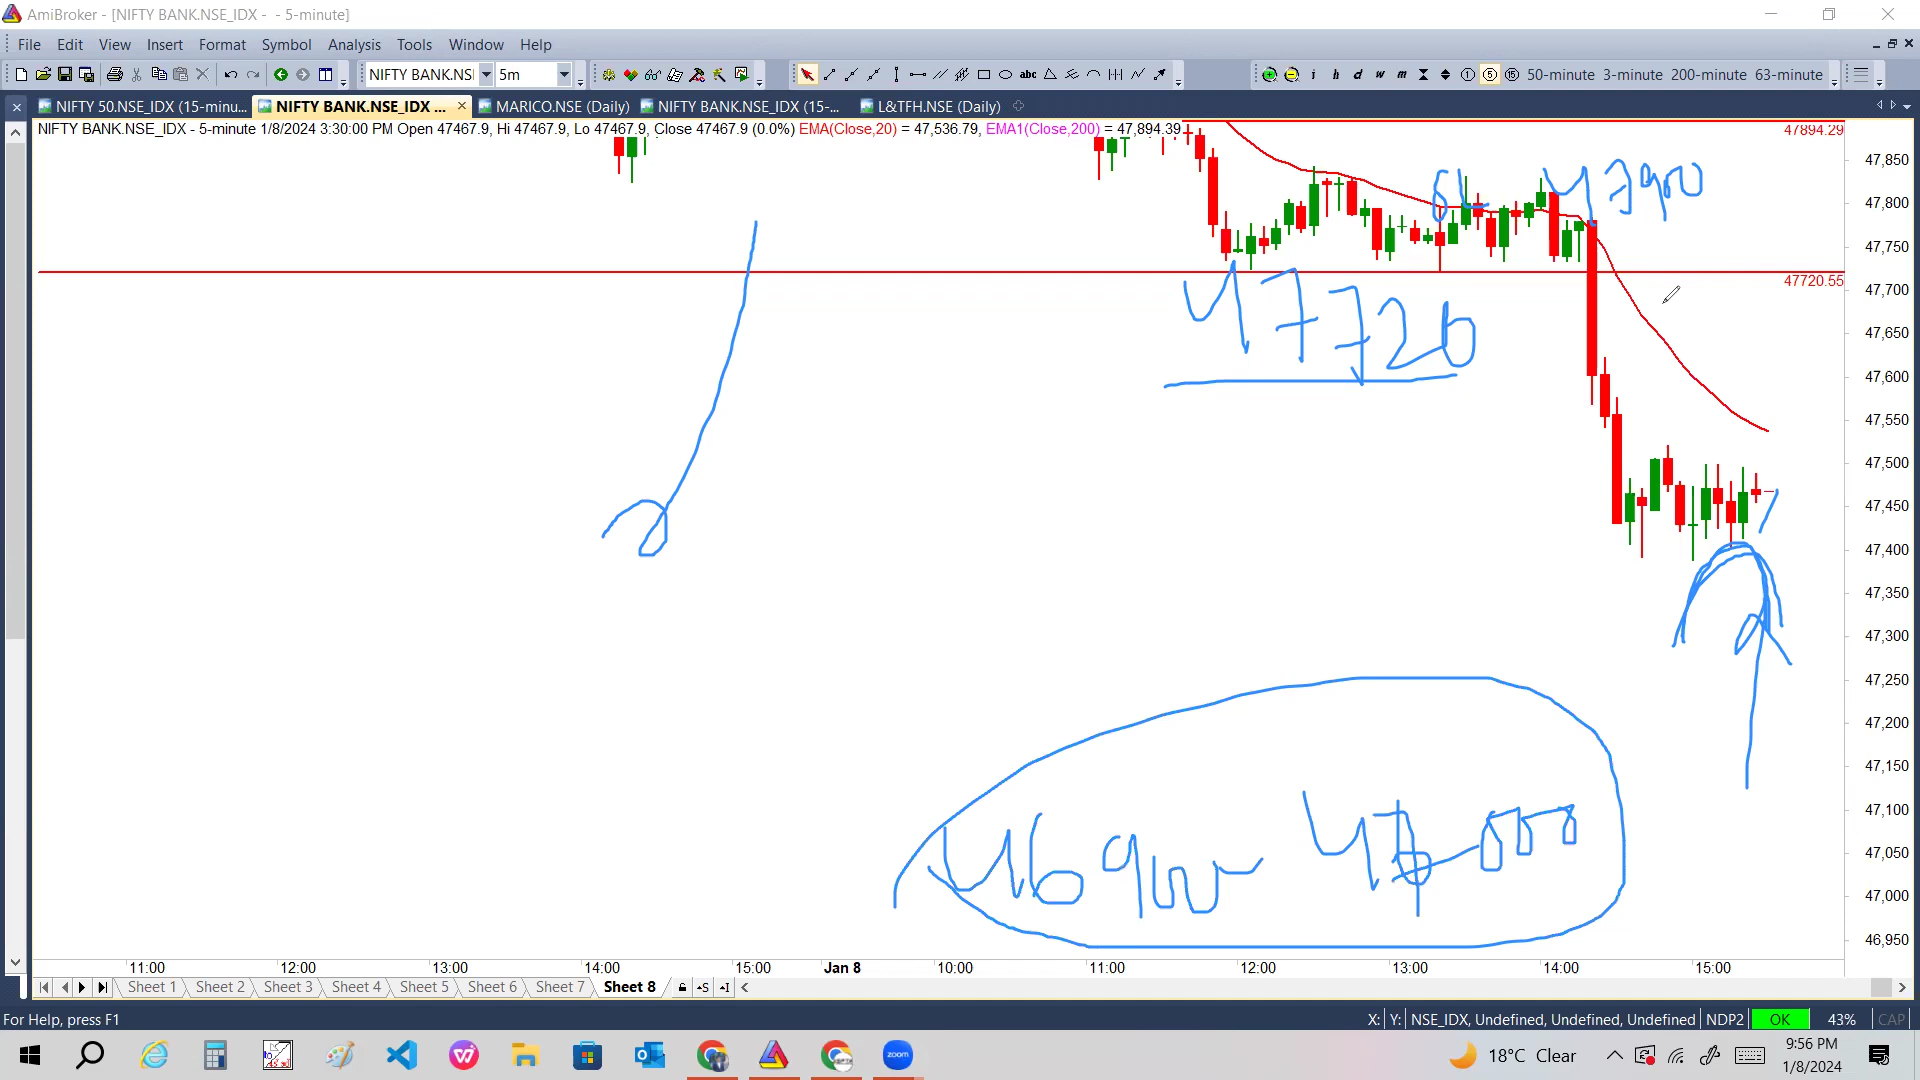 AmiBroker - [NIFTY BANK.NSE_IDX - - 5-minute]
File Edit View Insert Format Symbol Analysis Tools Window Help
NIFTY BANK.NSI 5m abc i h d w m 1 5 15 50-minute 3-minute 200-minute 63-minute
NIFTY 50.NSE_IDX (15-minu... NIFTY BANK.NSE_IDX ... MARICO.NSE (Daily) NIFTY BANK.NSE_IDX (15-... L&TFH.NSE (Daily)
NIFTY BANK.NSE_IDX - 5-minute 1/8/2024 3:30:00 PM Open 47467.9, Hi 47467.9, Lo 47467.9, Close 47467.9 (0.0%) EMA(Close,20) = 47,536.79, EMA1(Close,200) = 47,894.39
47894.29
47,850
SL 47900
47,800
47,750
47720.55
47,700
47720
47,650
47,600
47,550
47,500
47,450
47,400
47,350
47,300
47,250
47,200
47,150
47,100
46900 - 47000
47,050
47,000
46,950
11:00 12:00 13:00 14:00 15:00 Jan 8 10:00 11:00 12:00 13:00 14:00 15:00
Sheet 1 Sheet 2 Sheet 3 Sheet 4 Sheet 5 Sheet 6 Sheet 7 Sheet 8
For Help, press F1 X: Y: NSE_IDX, Undefined, Undefined, Undefined NDP2 OK 43% CAP
zoom 18°C Clear 9:56 PM
1/8/2024